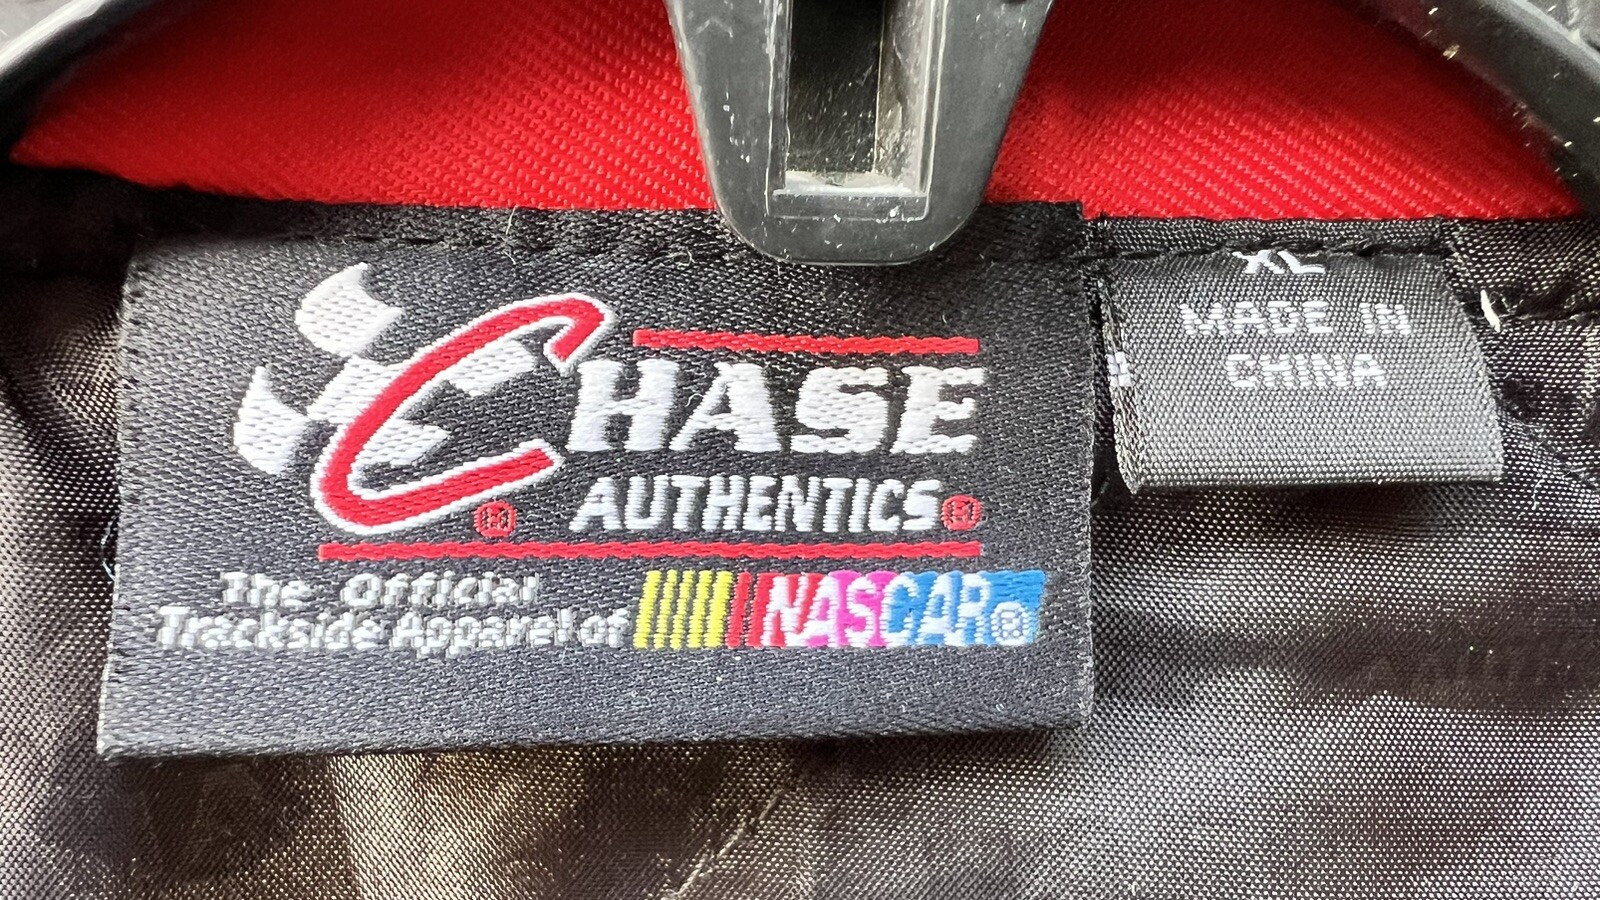 CHASE
AUTHENTICS
The Official
Trackside Apparel of NASCAR®
XL
MADE IN
CHINA